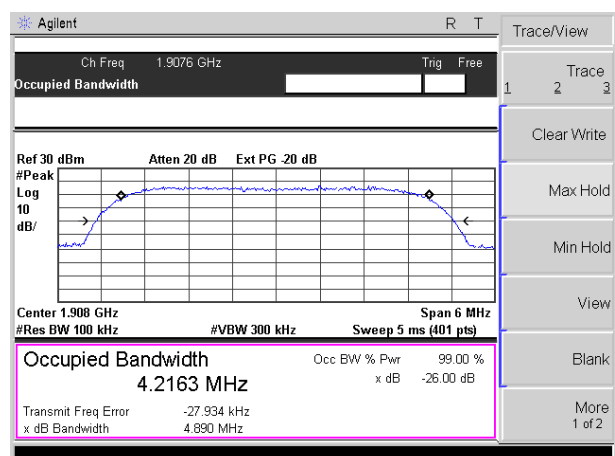 Agilent R T Trace/View
Ch Freq 1.9076 GHz Trig Free
Occupied Bandwidth
Trace
1 2 3
Clear Write
Ref 30 dBm Atten 20 dB Ext PG -20 dB
#Peak
Log
10
dB/
Max Hold
Min Hold
View
Center 1.908 GHz Span 6 MHz
#Res BW 100 kHz #VBW 300 kHz Sweep 5 ms (401 pts)
Occupied Bandwidth Occ BW % Pwr 99.00 %
4.2163 MHz x dB -26.00 dB
Blank
Transmit Freq Error -27.934 kHz
x dB Bandwidth 4.890 MHz
More
1 of 2